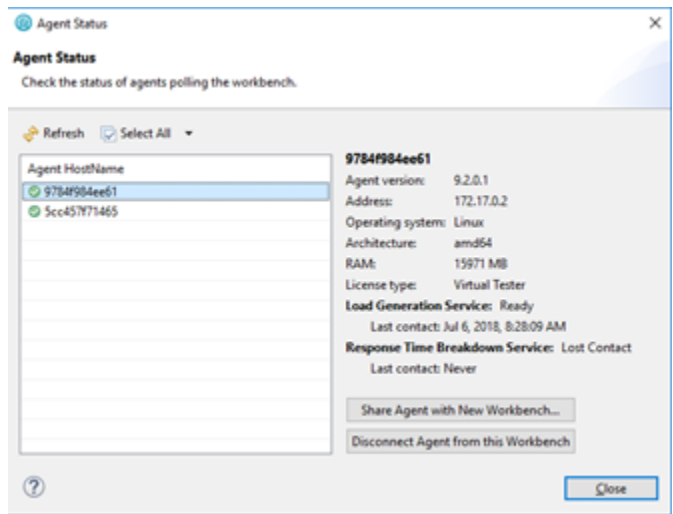 Agent Status
Agent Status
Check the status of agents polling the workbench.
Refresh Select All
Agent HostName
9784f984ee61
5cc457f71465
9784f984ee61
Agent version: 9.2.0.1
Address: 172.17.0.2
Operating system: Linux
Architecture: amd64
RAM: 15971 MB
License type: Virtual Tester
Load Generation Service: Ready
Last contact: Jul 6, 2018, 8:28:09 AM
Response Time Breakdown Service: Lost Contact
Last contact: Never
Share Agent with New Workbench...
Disconnect Agent from this Workbench
?
Close